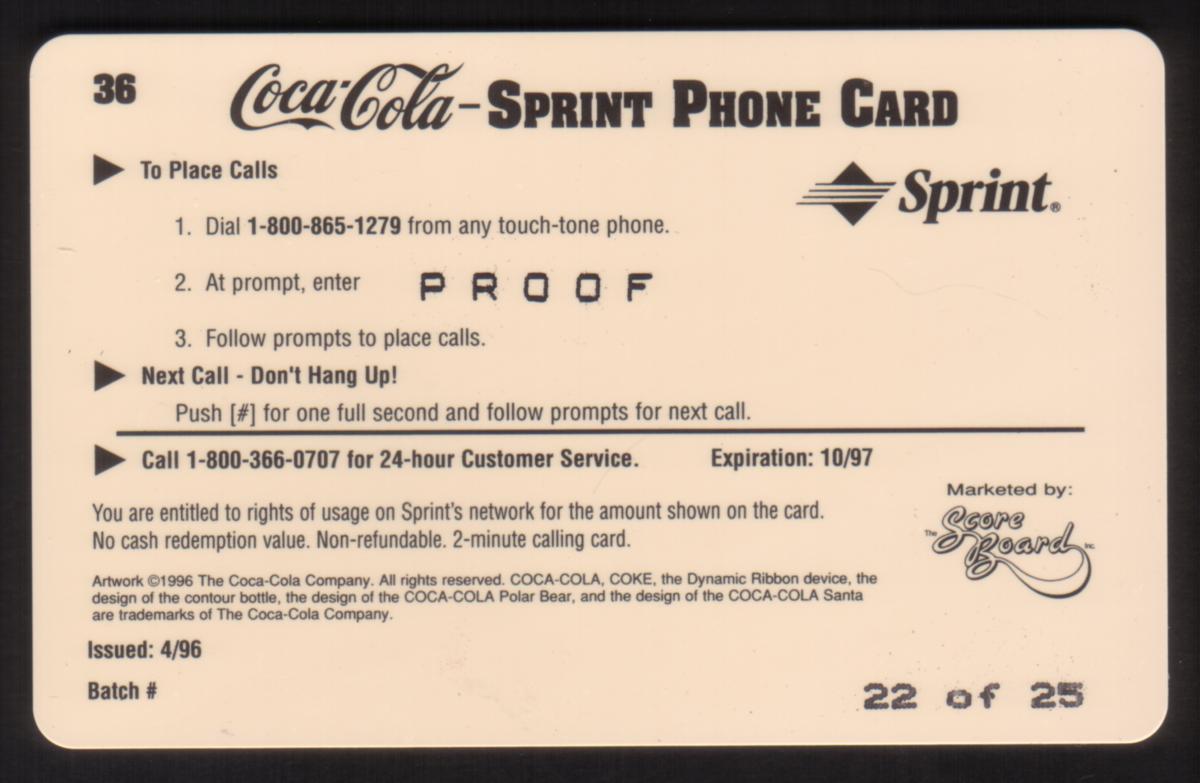 36
Coca-Cola - SPRINT PHONE CARD
To Place Calls
Sprint®
1. Dial 1-800-865-1279 from any touch-tone phone.
2. At prompt, enter PROOF
3. Follow prompts to place calls.
Next Call - Don't Hang Up!
Push [#] for one full second and follow prompts for next call.
Call 1-800-366-0707 for 24-hour Customer Service. Expiration: 10/97
Marketed by:
The Score Board Inc.
You are entitled to rights of usage on Sprint's network for the amount shown on the card.
No cash redemption value. Non-refundable. 2-minute calling card.
Artwork ©1996 The Coca-Cola Company. All rights reserved. COCA-COLA, COKE, the Dynamic Ribbon device, the
design of the contour bottle, the design of the COCA-COLA Polar Bear, and the design of the COCA-COLA Santa
are trademarks of The Coca-Cola Company.
Issued: 4/96
Batch #
22 of 25